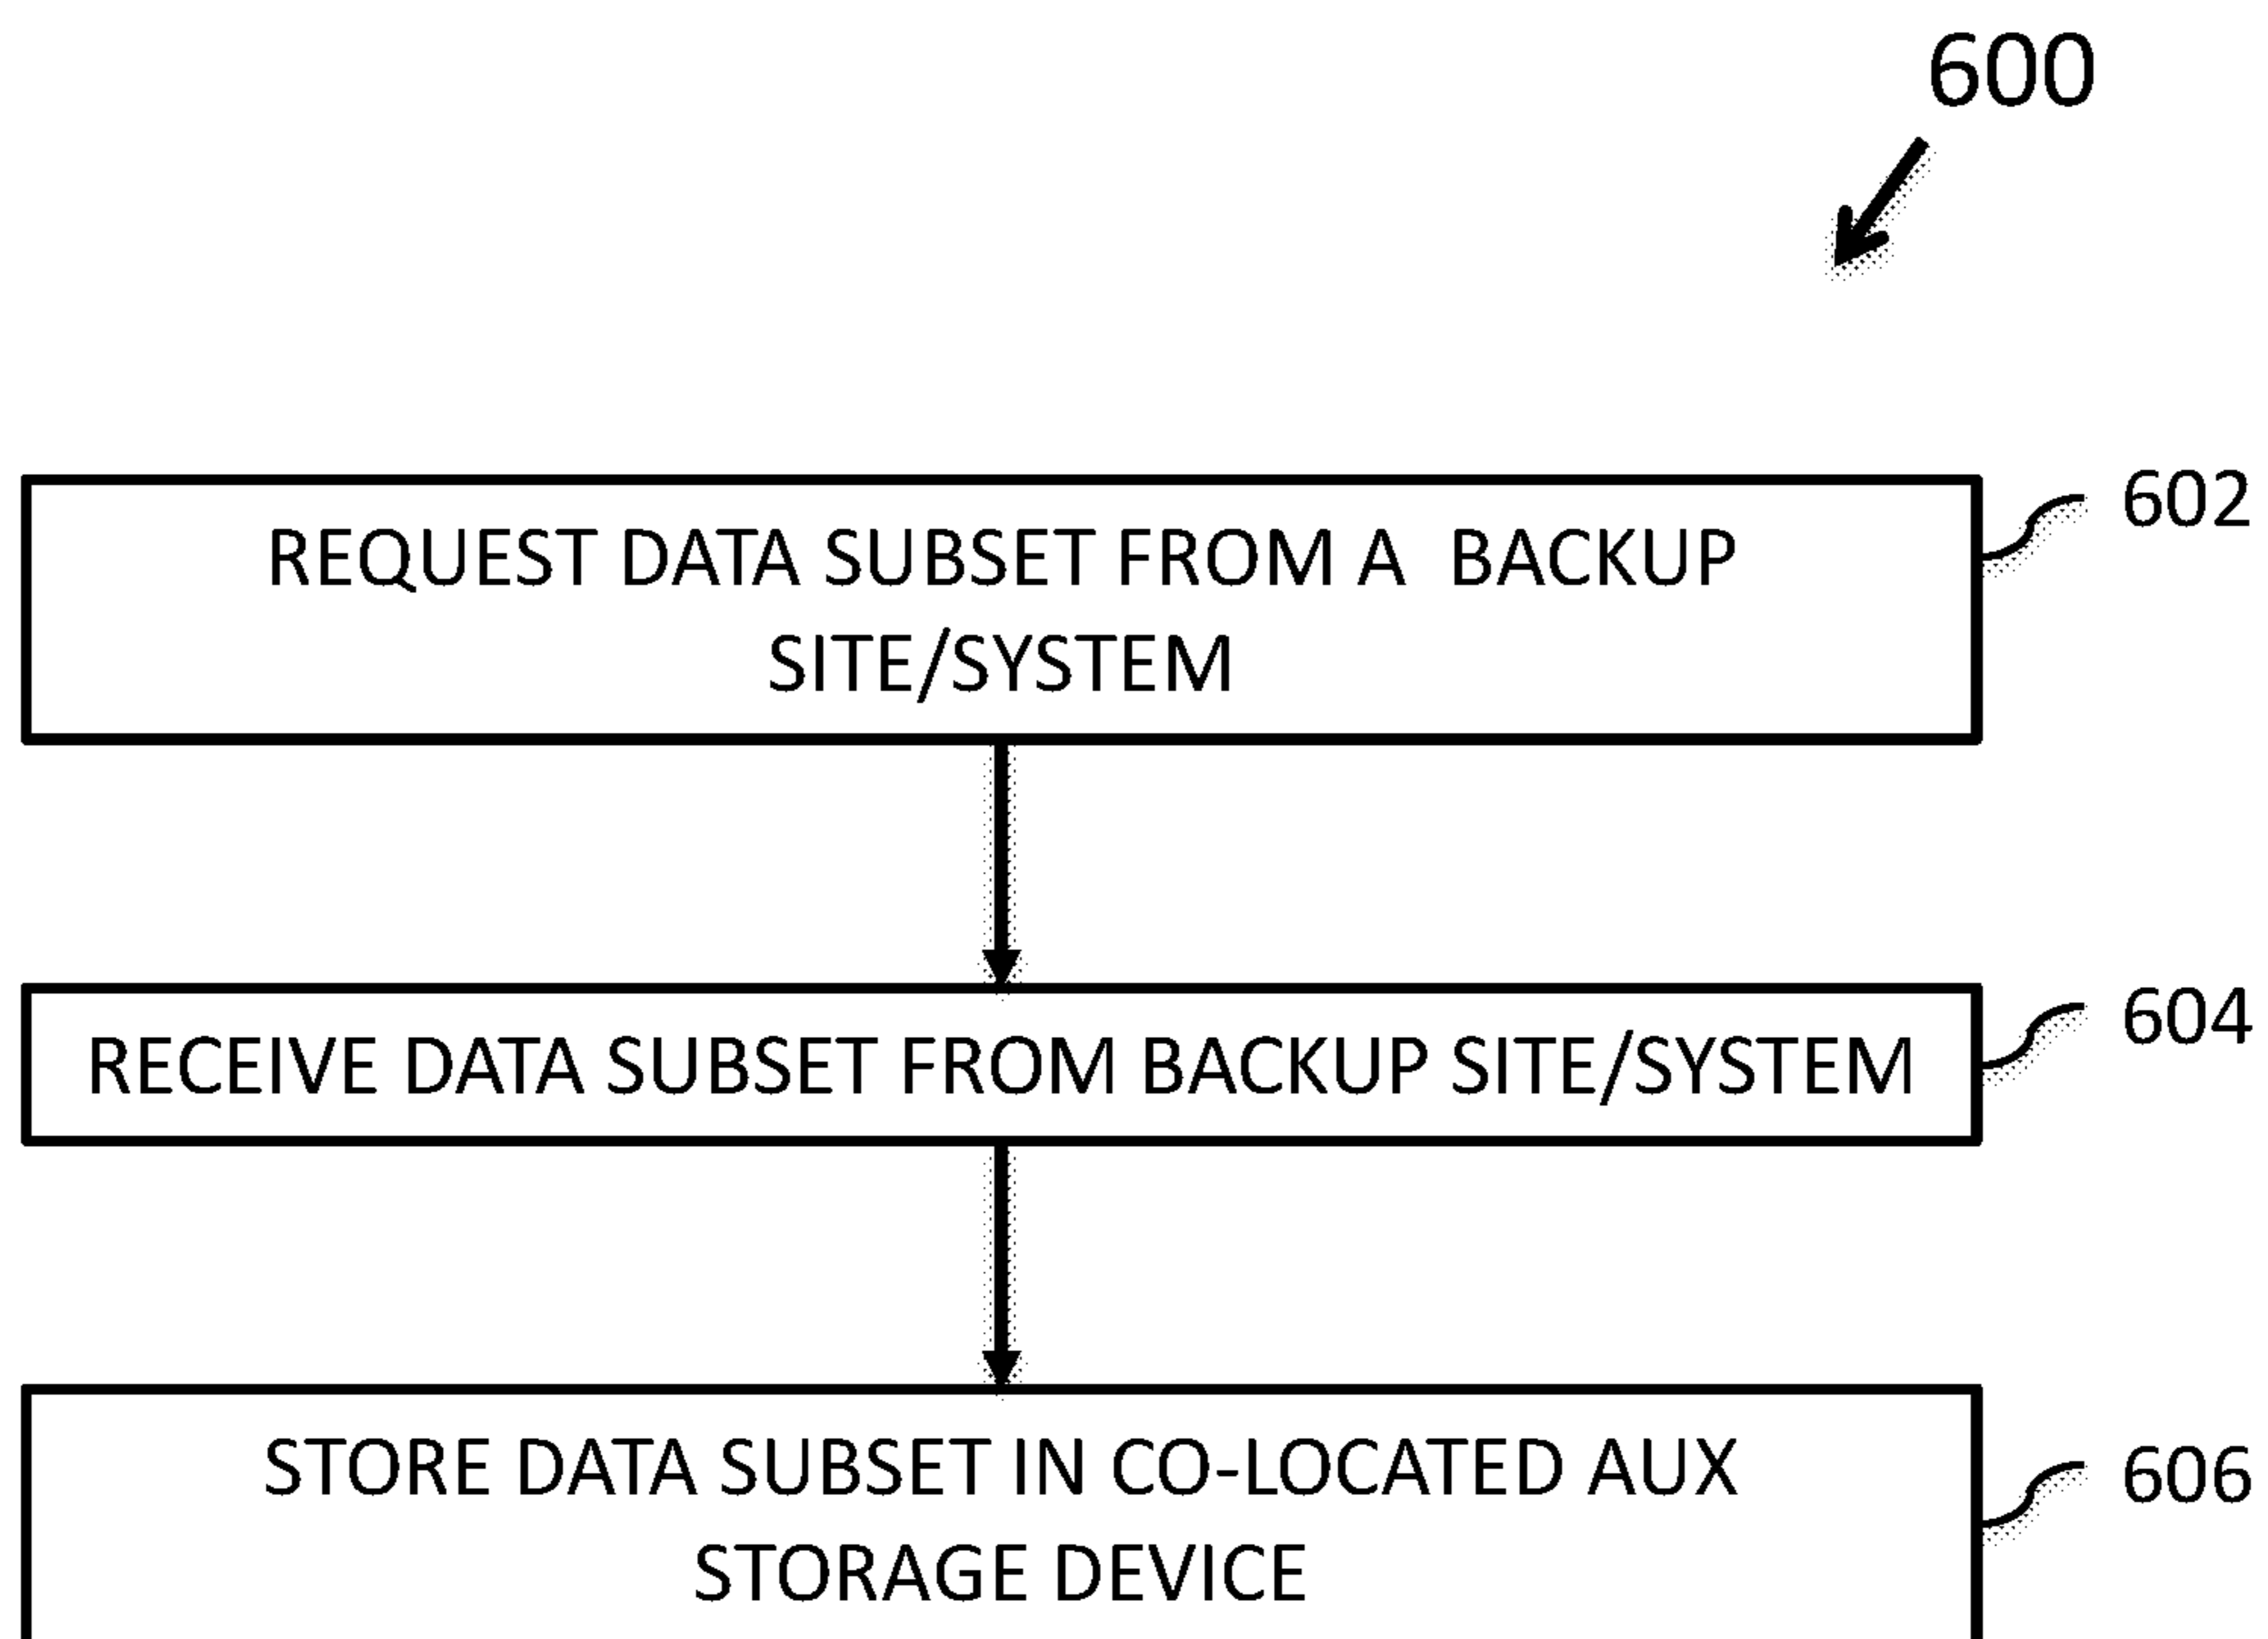 600
REQUEST DATA SUBSET FROM A BACKUP
SITE/SYSTEM
602
RECEIVE DATA SUBSET FROM BACKUP SITE/SYSTEM
604
STORE DATA SUBSET IN CO-LOCATED AUX
STORAGE DEVICE
606